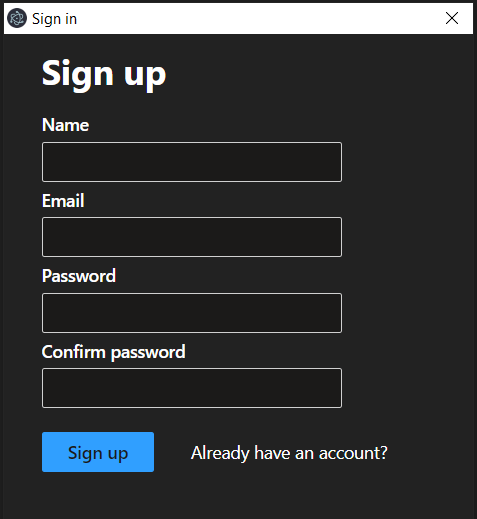 Sign in
Sign up
Name
Email
Password
Confirm password
Sign up Already have an account?